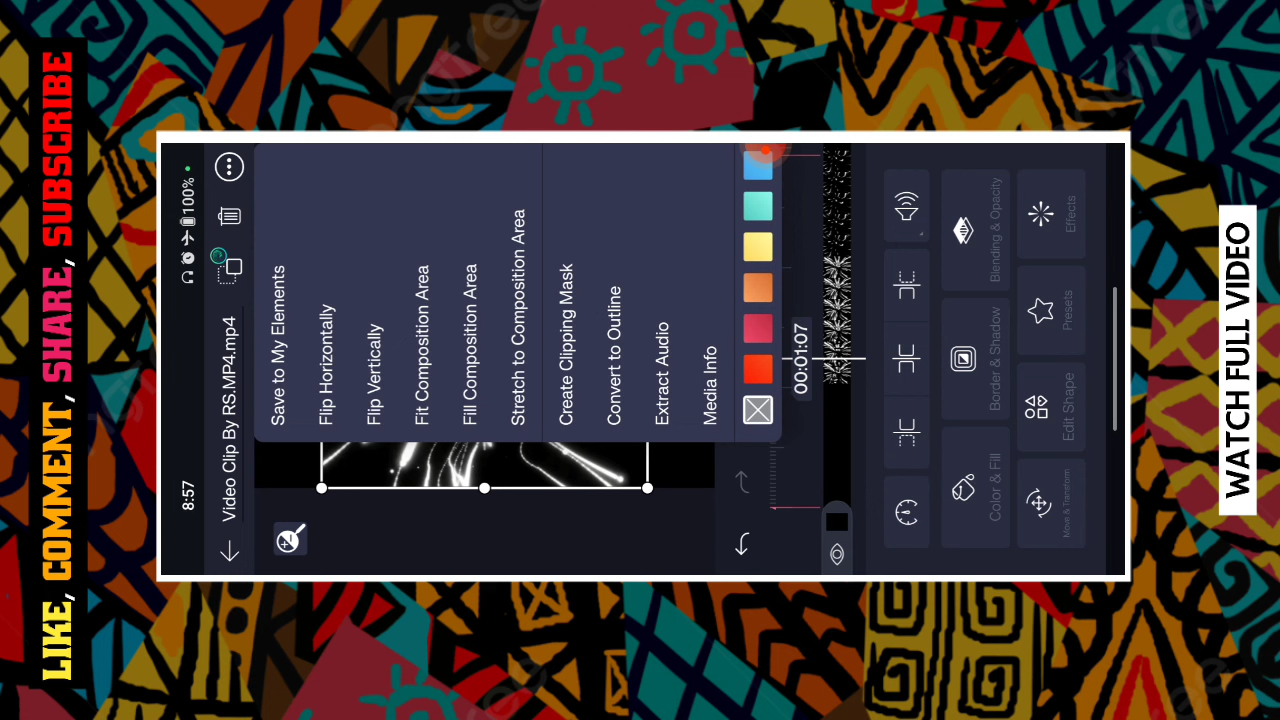 LIKE, COMMENT, SHARE, SUBSCRIBE
8:57
100%
Video Clip By RS.MP4.mp4
Save to My Elements
Flip Horizontally
Flip Vertically
Fit Composition Area
Fill Composition Area
Stretch to Composition Area
Create Clipping Mask
Convert to Outline
Extract Audio
Media Info
00:01:07
Color & Fill
Border & Shadow
Blending & Opacity
Move & Transform
Edit Shape
Presets
Effects
WATCH FULL VIDEO